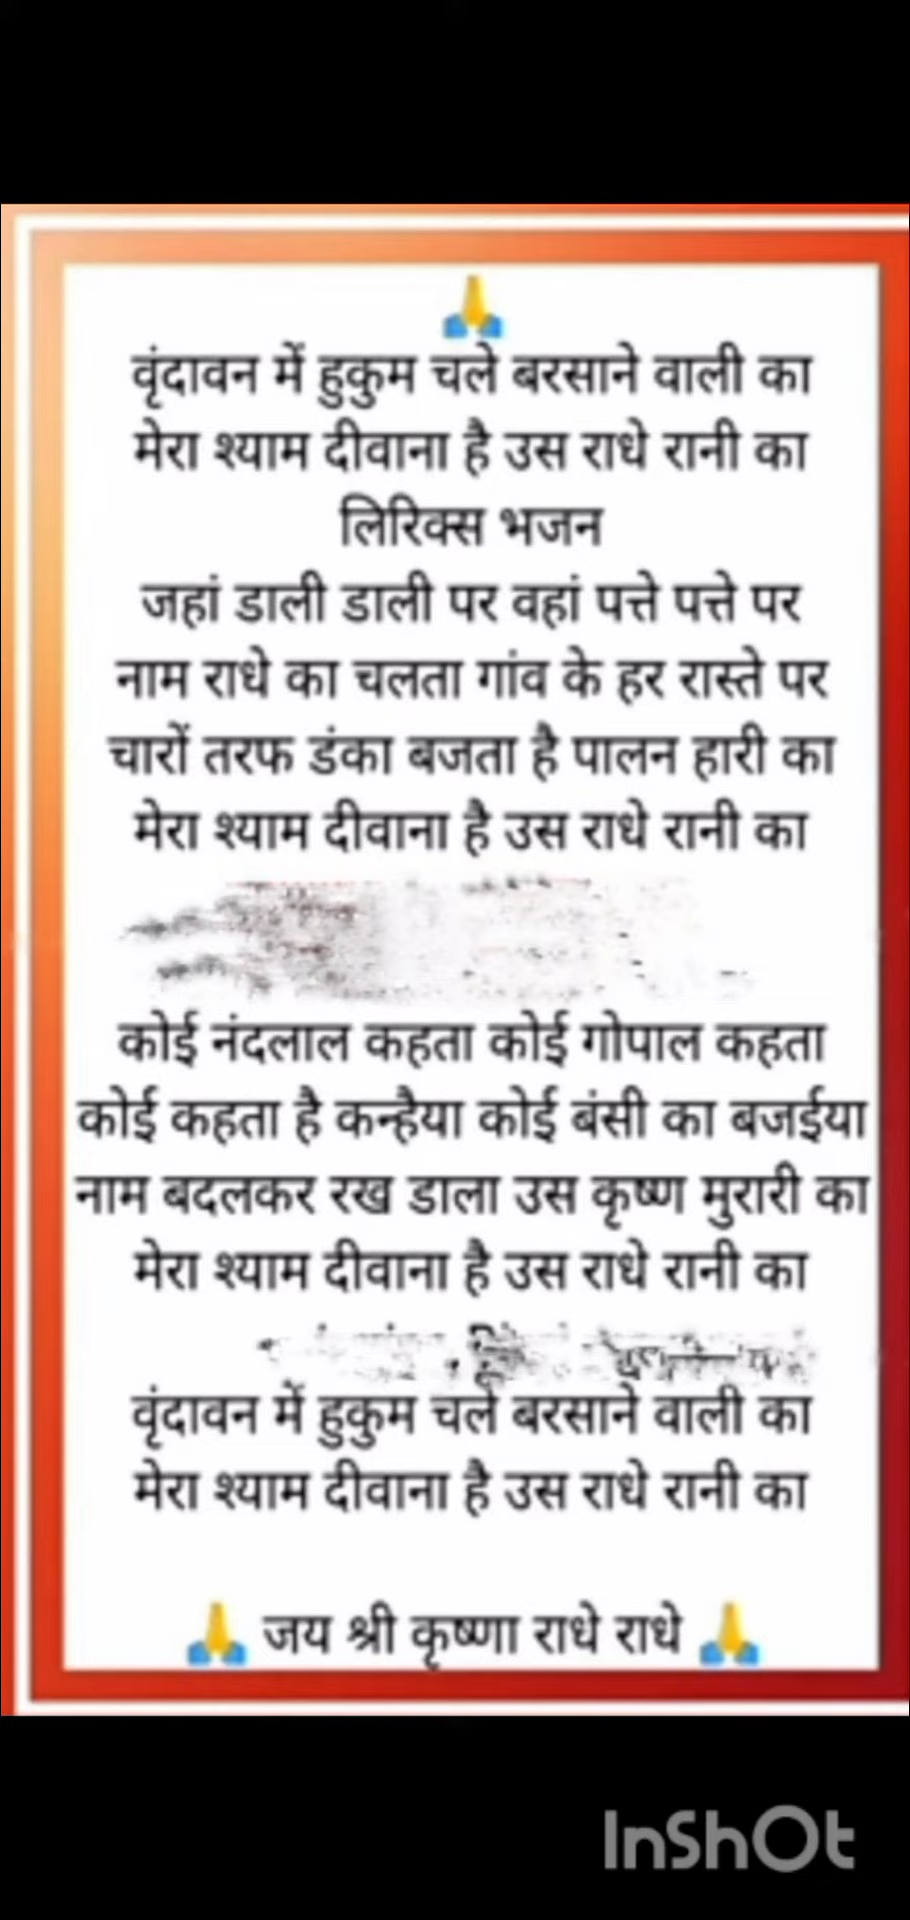 🙏
वृंदावन में हुकुम चले बरसाने वाली का
मेरा श्याम दीवाना है उस राधे रानी का
लिरिक्स भजन
जहां डाली डाली पर वहां पत्ते पत्ते पर
नाम राधे का चलता गांव के हर रास्ते पर
चारों तरफ डंका बजता है पालन हारी का
मेरा श्याम दीवाना है उस राधे रानी का
कोई नंदलाल कहता कोई गोपाल कहता
कोई कहता है कन्हैया कोई बंसी का बजईया
नाम बदलकर रख डाला उस कृष्ण मुरारी का
मेरा श्याम दीवाना है उस राधे रानी का
वृंदावन में हुकुम चले बरसाने वाली का
मेरा श्याम दीवाना है उस राधे रानी का
🙏 जय श्री कृष्णा राधे राधे 🙏
InShOt